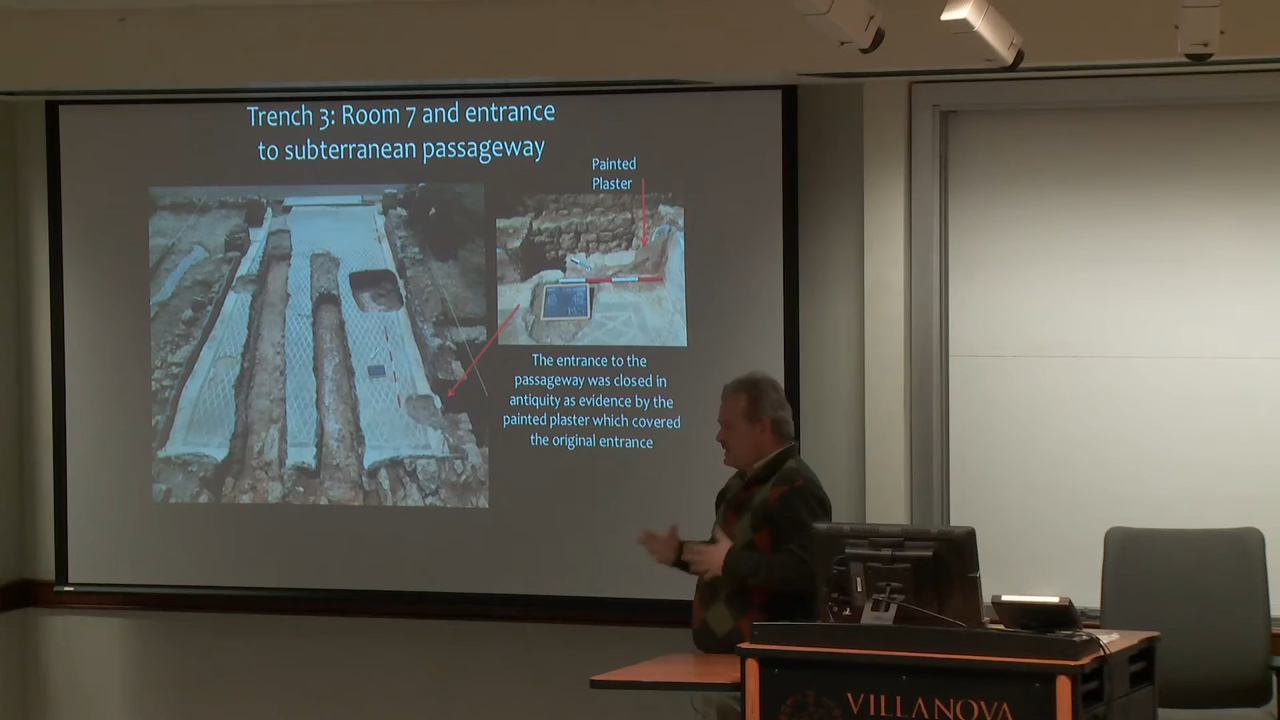 Trench 3: Room 7 and entrance
to subterranean passageway
Painted
Plaster
The entrance to the
passageway was closed in
antiquity as evidence by the
painted plaster which covered
the original entrance
VILLANOVA